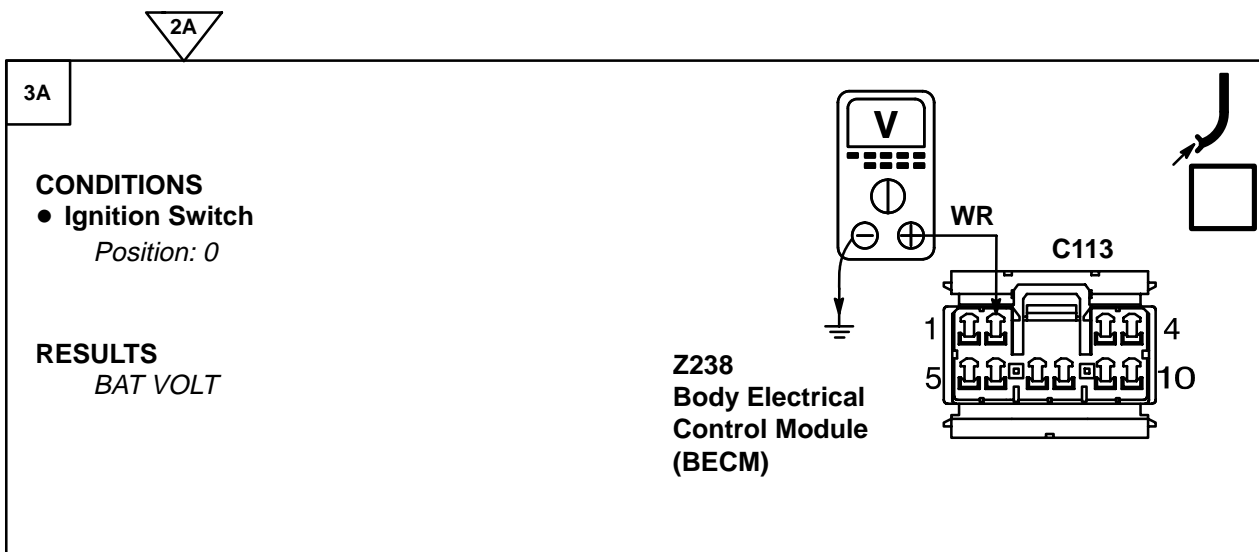 2A
3A
CONDITIONS
● Ignition Switch
Position: 0
RESULTS
BAT VOLT
V
WR
C113
1
4
5
10
Z238
Body Electrical
Control Module
(BECM)